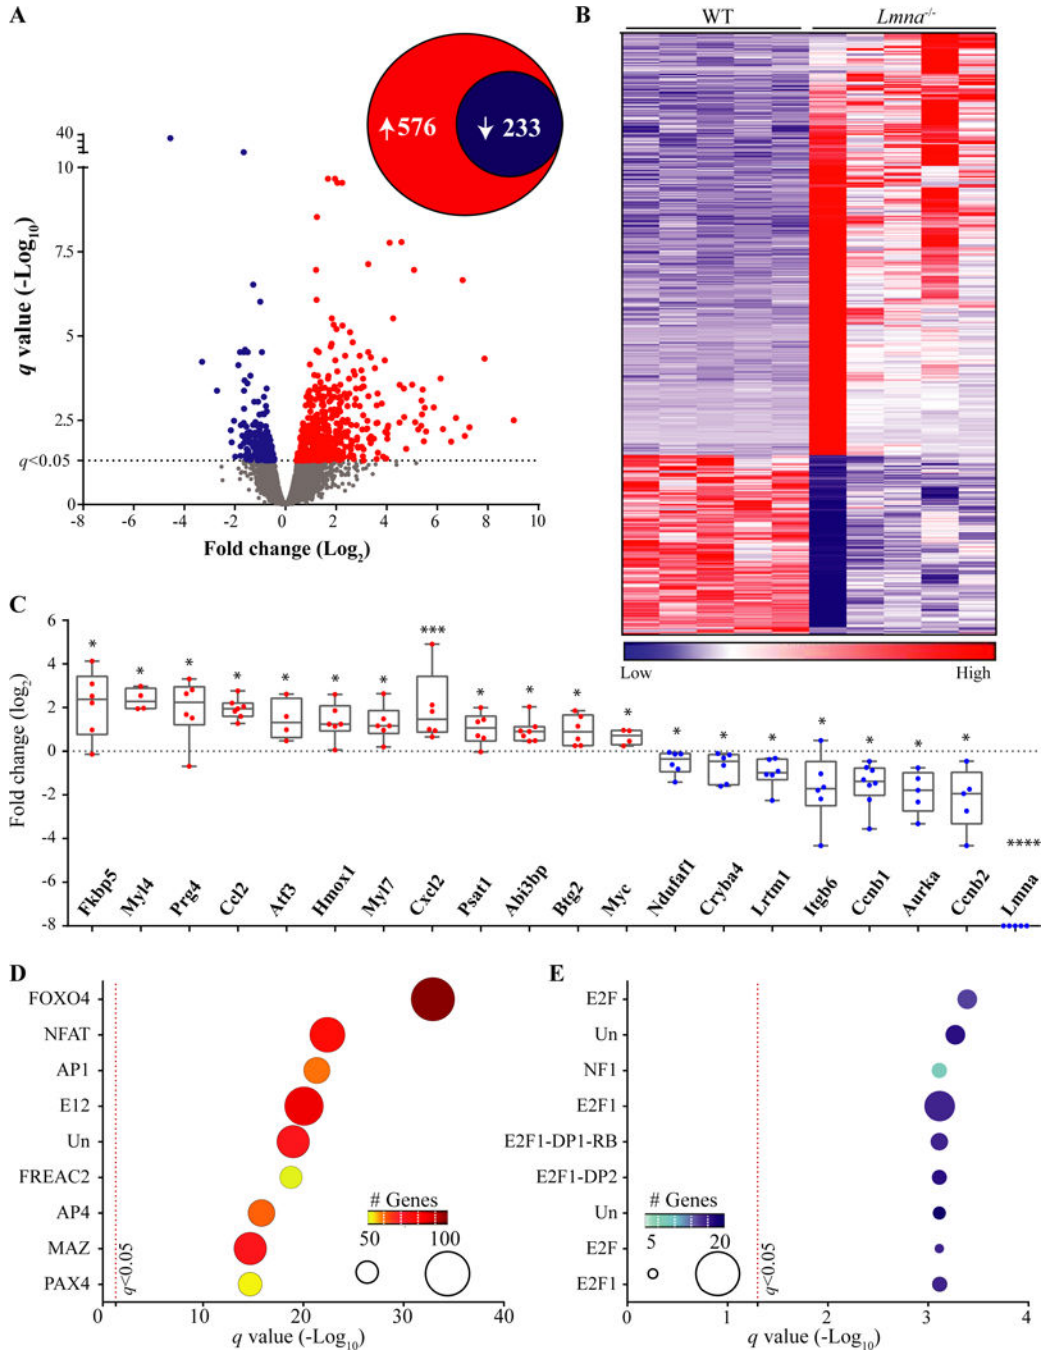 A
40
10
7.5
5
2.5
q<0.05
0
q value (-Log10)
-8 -6 -4 -2 0 2 4 6 8 10
Fold change (Log2)
↑576 ↓ 233
B
WT Lmna-/-
Low High
C
6
4
2
0
-2
-4
-6
-8
Fold change (log2)
* * * * * * * *** * * * * * * * * * * * ****
Fkbp5 Myl4 Prg4 Ccl2 Atf3 Hmox1 Myl7 Cxcl2 Psat1 Abi3bp Btg2 Myc Ndufaf1 Cryba4 Lrtm1 Itgb6 Ccnb1 Aurka Ccnb2 Lmna
D
FOXO4
NFAT
AP1
E12
Un
FREAC2
AP4
MAZ
PAX4
# Genes
50 100
q<0.05
0 10 20 30 40
q value (-Log10)
E
E2F
Un
NF1
E2F1
E2F1-DP1-RB
E2F1-DP2
Un
E2F
E2F1
# Genes
5 20
q<0.05
0 1 2 3 4
q value (-Log10)